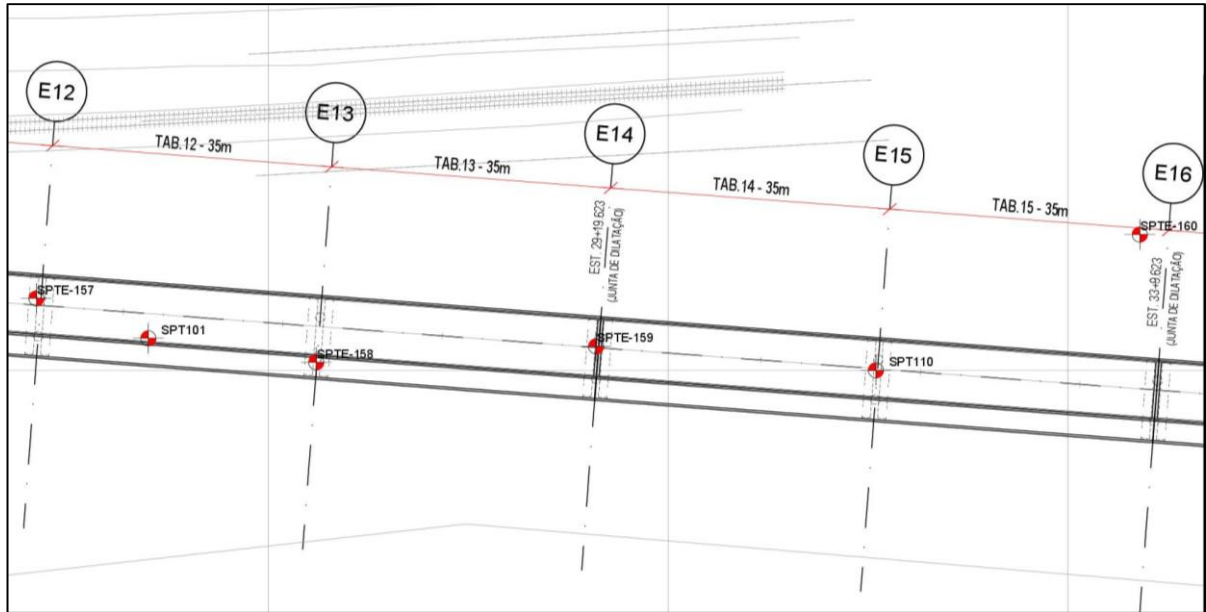 E12
E13
E14
E15
E16
TAB.12 - 35m
TAB.13 - 35m
TAB.14 - 35m
TAB.15 - 35m
SPTE-160
EST. 29+19.623
(JUNTA DE DILATAÇÃO)
EST. 33+9.623
(JUNTA DE DILATAÇÃO)
SPTE-157
SPT101
SPTE-158
SPTE-159
SPT110